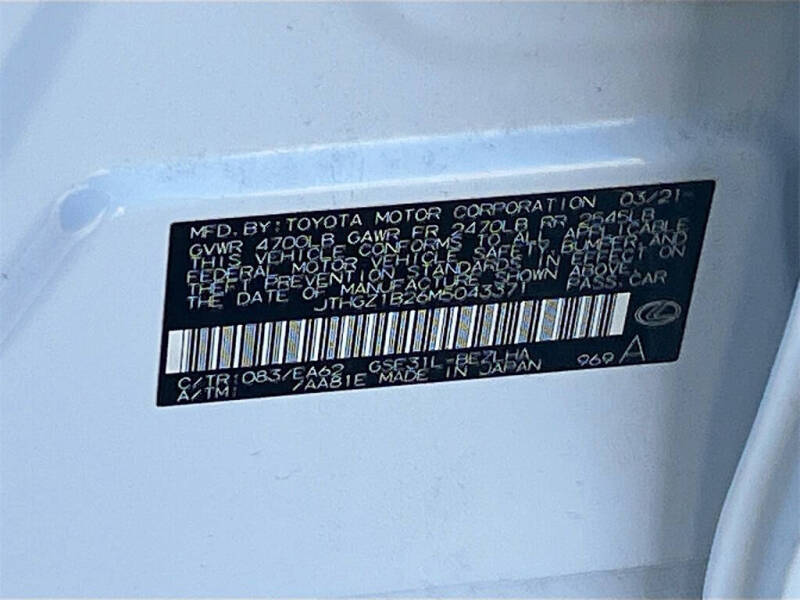 MFD. BY: TOYOTA MOTOR CORPORATION 03/21
GVWR 4700LB GAWR FR 2470LB RR 2645LB
THIS VEHICLE CONFORMS TO ALL APPLICABLE
FEDERAL MOTOR VEHICLE SAFETY, BUMPER, AND
THEFT PREVENTION STANDARDS IN EFFECT ON
THE DATE OF MANUFACTURE SHOWN ABOVE.
JTHGZ1B26M5043371 PASS. CAR
C/TR: 083/EA62 GSE31L-BEZLHA
A/TM: /AA81E MADE IN JAPAN 969 A